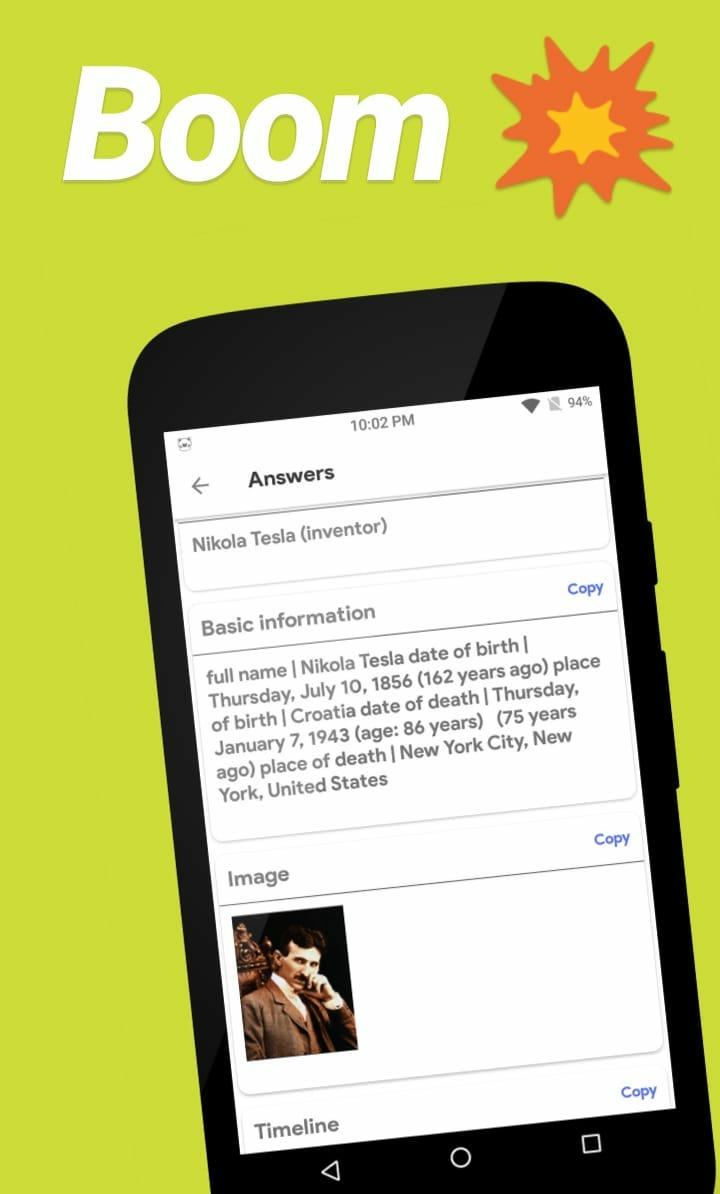 Boom
10:02 PM
94%
Answers
Nikola Tesla (inventor)
Copy
Basic information
full name | Nikola Tesla date of birth |
Thursday, July 10, 1856 (162 years ago) place
of birth | Croatia date of death | Thursday,
January 7, 1943 (age: 86 years) (75 years
ago) place of death | New York City, New
York, United States
Copy
Image
Copy
Timeline